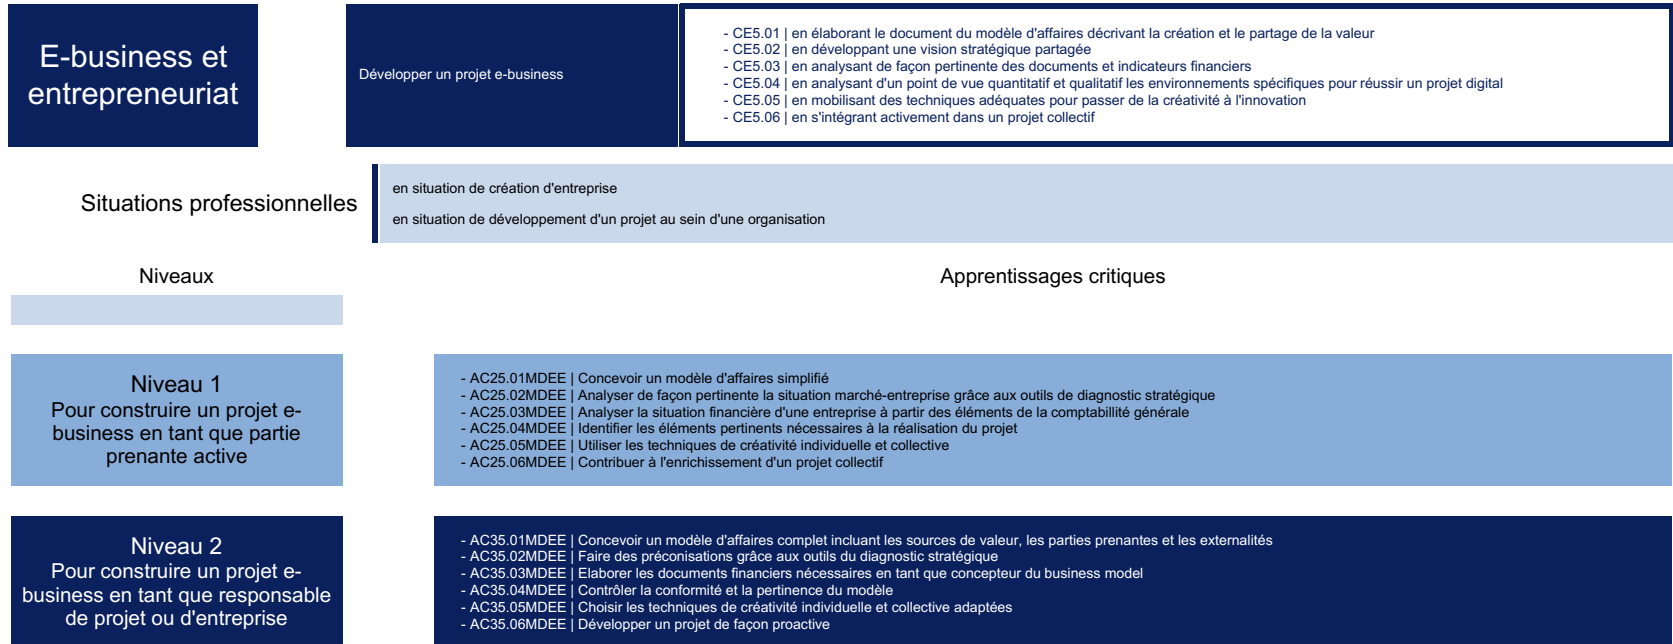 E-business et
entrepreneuriat
Développer un projet e-business
- CE5.01 | en élaborant le document du modèle d'affaires décrivant la création et le partage de la valeur
- CE5.02 | en développant une vision stratégique partagée
- CE5.03 | en analysant de façon pertinente des documents et indicateurs financiers
- CE5.04 | en analysant d'un point de vue quantitatif et qualitatif les environnements spécifiques pour réussir un projet digital
- CE5.05 | en mobilisant des techniques adéquates pour passer de la créativité à l'innovation
- CE5.06 | en s'intégrant activement dans un projet collectif
Situations professionnelles
en situation de création d'entreprise
en situation de développement d'un projet au sein d'une organisation
Niveaux
Apprentissages critiques
Niveau 1
Pour construire un projet e-
business en tant que partie
prenante active
- AC25.01MDEE | Concevoir un modèle d'affaires simplifié
- AC25.02MDEE | Analyser de façon pertinente la situation marché-entreprise grâce aux outils de diagnostic stratégique
- AC25.03MDEE | Analyser la situation financière d'une entreprise à partir des éléments de la comptabillité générale
- AC25.04MDEE | Identifier les éléments pertinents nécessaires à la réalisation du projet
- AC25.05MDEE | Utiliser les techniques de créativité individuelle et collective
- AC25.06MDEE | Contribuer à l'enrichissement d'un projet collectif
Niveau 2
Pour construire un projet e-
business en tant que responsable
de projet ou d'entreprise
- AC35.01MDEE | Concevoir un modèle d'affaires complet incluant les sources de valeur, les parties prenantes et les externalités
- AC35.02MDEE | Faire des préconisations grâce aux outils du diagnostic stratégique
- AC35.03MDEE | Elaborer les documents financiers nécessaires en tant que concepteur du business model
- AC35.04MDEE | Contrôler la conformité et la pertinence du modèle
- AC35.05MDEE | Choisir les techniques de créativité individuelle et collective adaptées
- AC35.06MDEE | Développer un projet de façon proactive